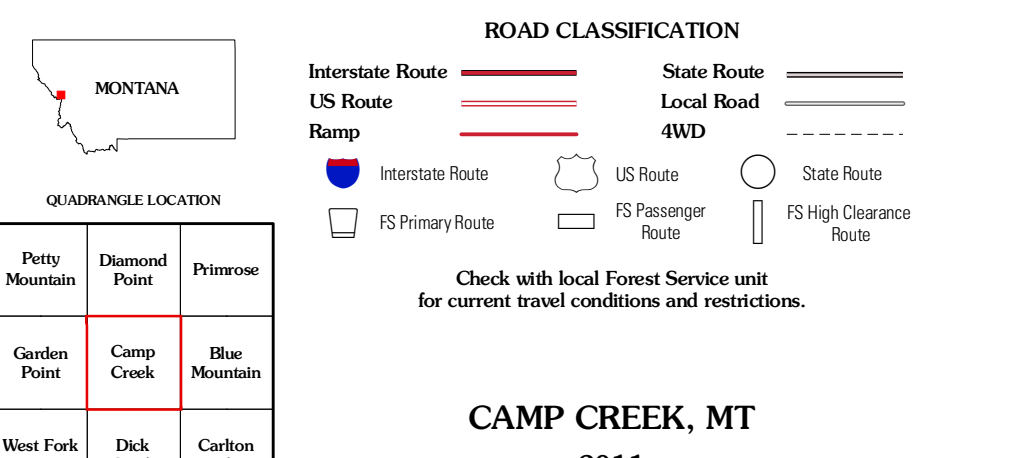 ROAD CLASSIFICATION
MONTANA
Interstate Route
State Route
US Route
Local Road
Ramp
4WD
Interstate Route
US Route
State Route
FS Primary Route
FS Passenger
Route
FS High Clearance
Route
QUADRANGLE LOCATION
Petty
Mountain
Diamond
Point
Primrose
Check with local Forest Service unit
for current travel conditions and restrictions.
Garden
Point
Camp
Creek
Blue
Mountain
CAMP CREEK, MT
West Fork
Dick
Carlton